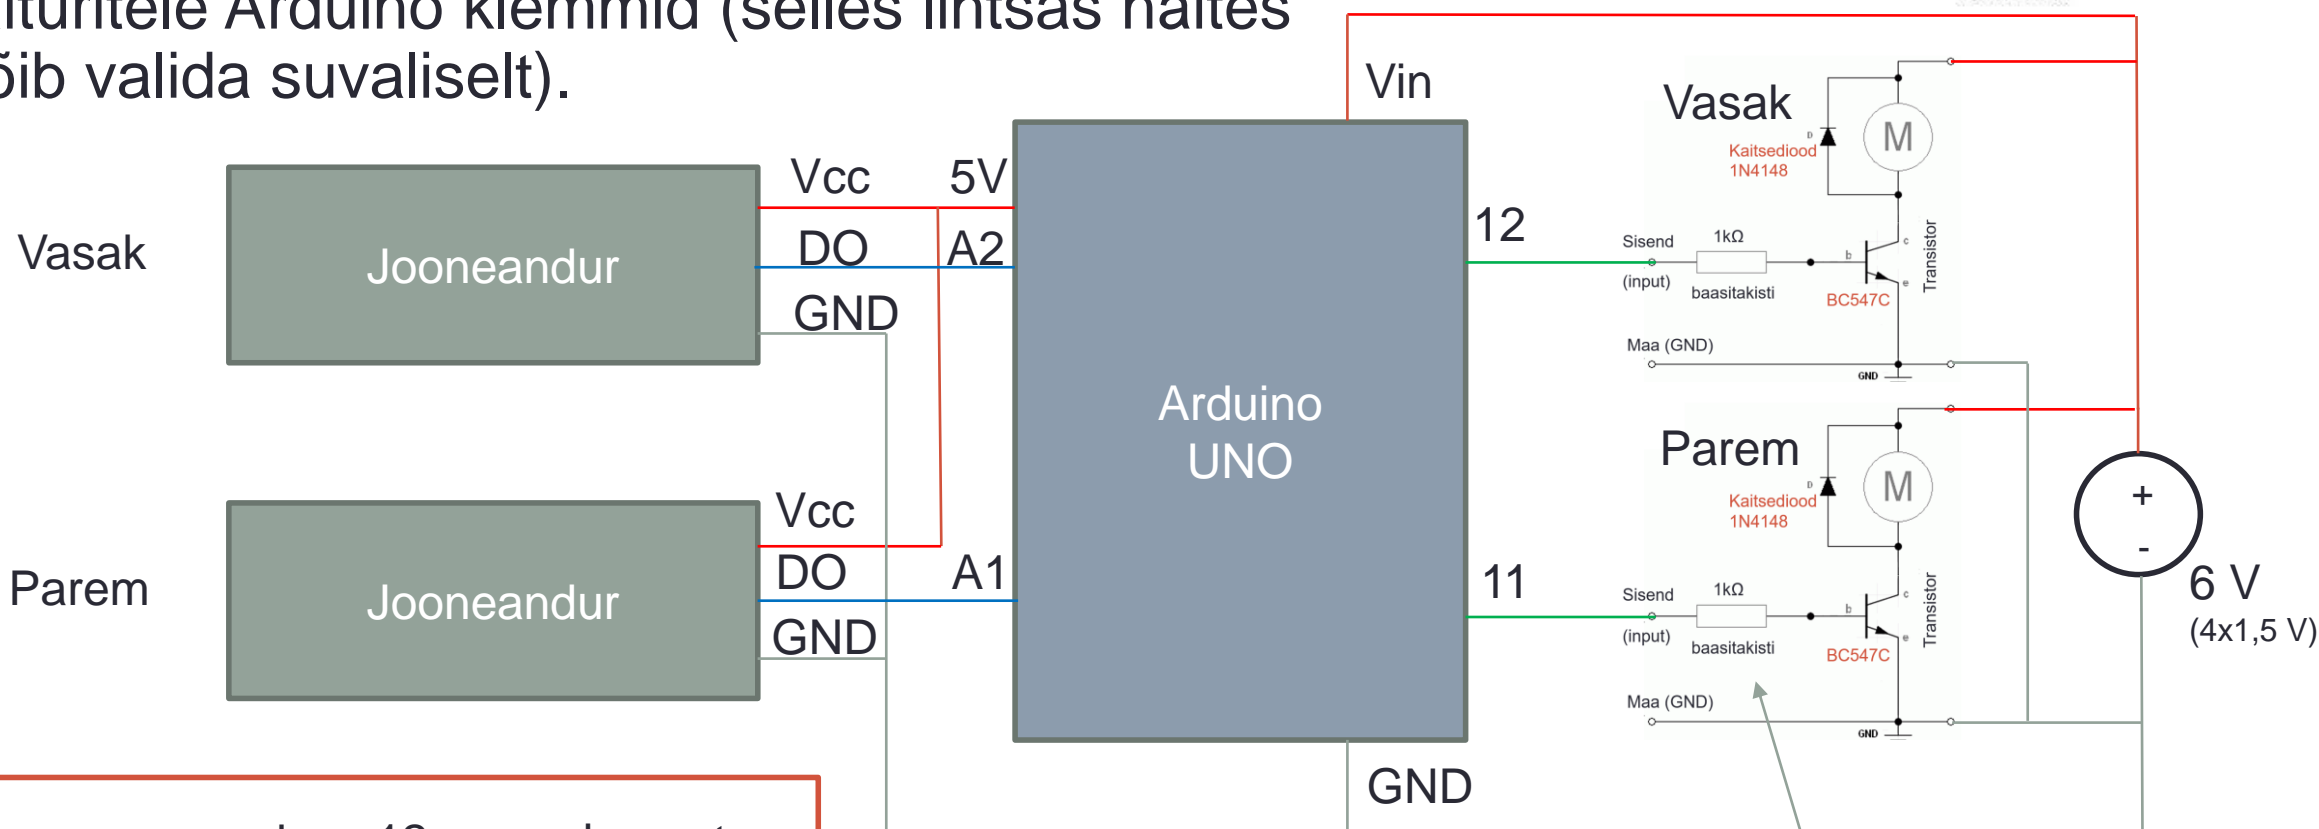 Arduino klemmid (selles lihtsas näites
võib valida suvaliselt).
Vin
Vasak
M
D
Kaitsediood
1N4148
Vcc
5V
Vasak
Jooneandur
DO
A2
GND
12
Sisend
(input)
1kΩ
baasitakisti
b
c
e
BC547C
Transistor
Maa (GND)
GND
Arduino
UNO
Parem
M
D
Kaitsediood
1N4148
+
-
6 V
(4x1,5 V)
Vcc
Parem
Jooneandur
DO
A1
GND
11
Sisend
(input)
1kΩ
baasitakisti
b
c
e
BC547C
Transistor
Maa (GND)
GND
GND